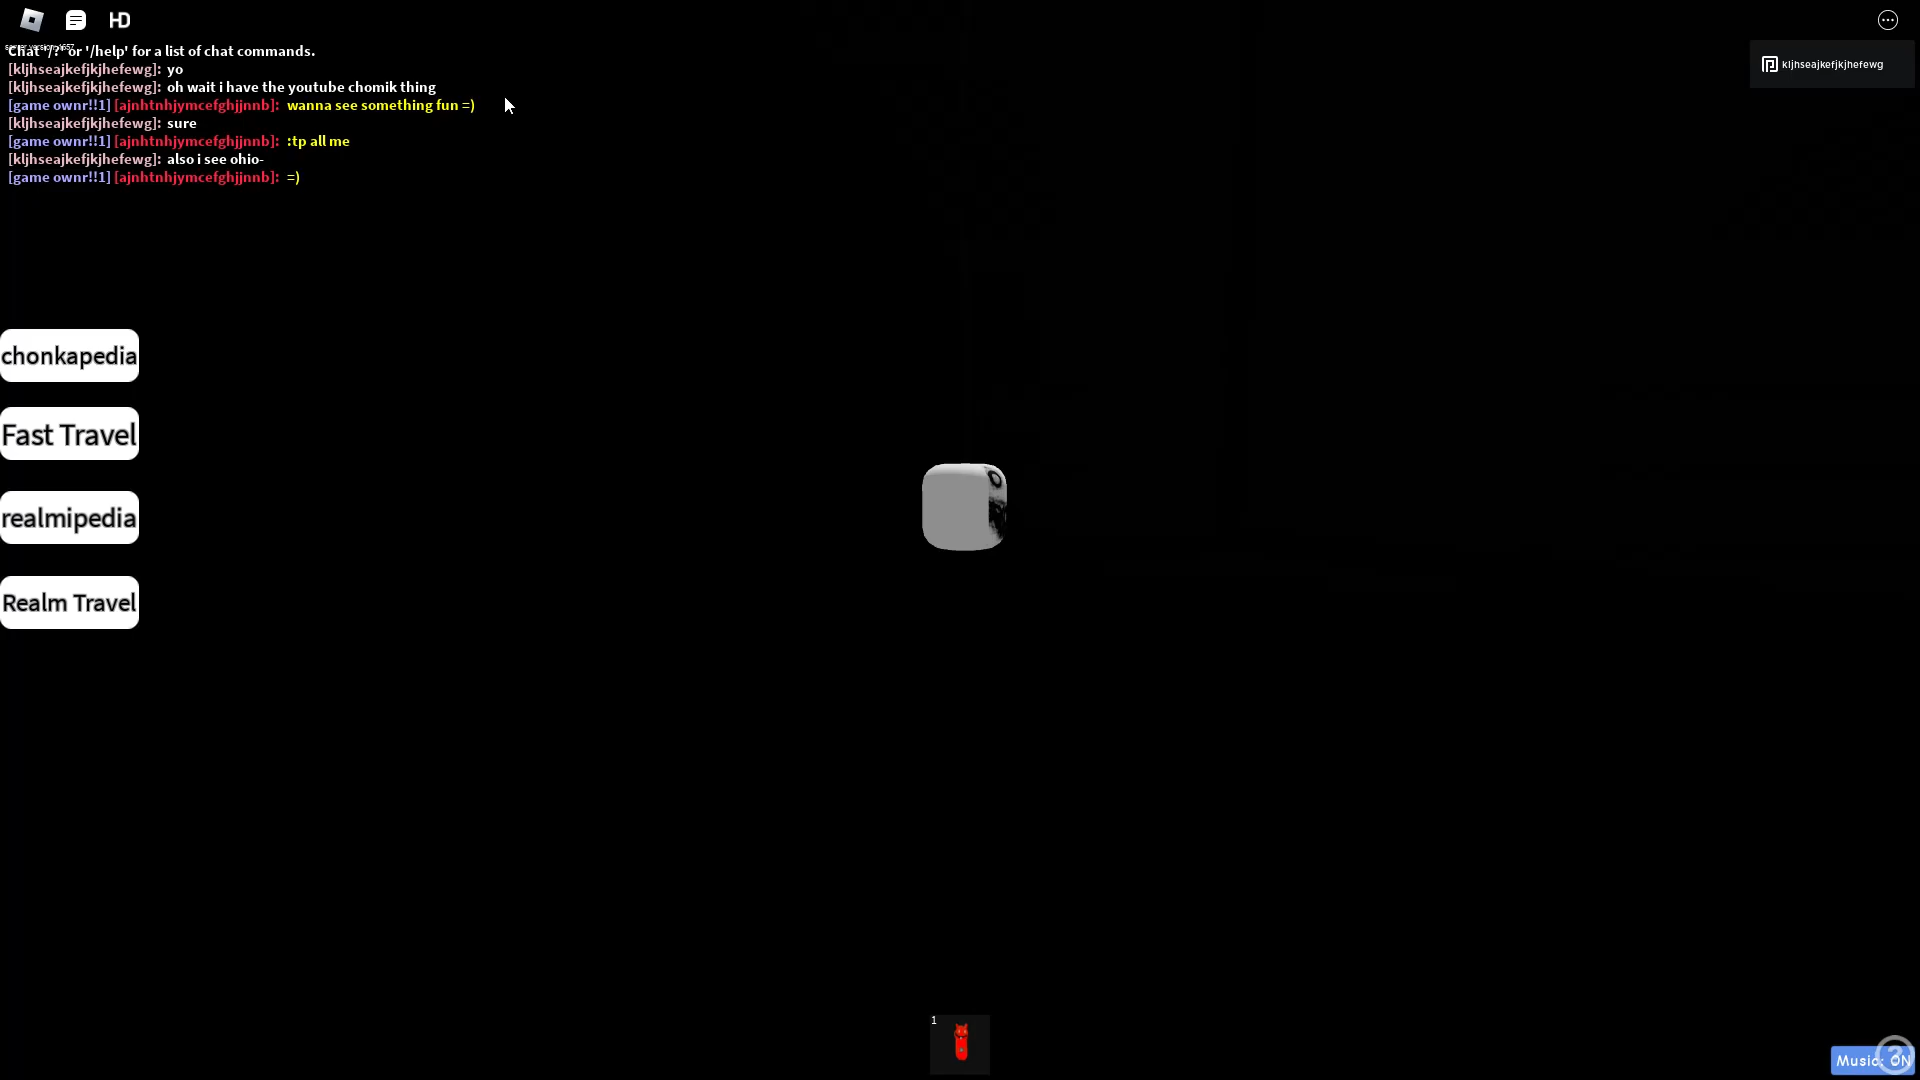 HD
Chat '/?' or '/help' for a list of chat commands.
[kljhseajkefjkjhefewg]: yo
[kljhseajkefjkjhefewg]: oh wait i have the youtube chomik thing
[game ownr!!1] [ajnhtnhjymcefghjjnnb]: wanna see something fun =)
[kljhseajkefjkjhefewg]: sure
[game ownr!!1] [ajnhtnhjymcefghjjnnb]: :tp all me
[kljhseajkefjkjhefewg]: also i see ohio-
[game ownr!!1] [ajnhtnhjymcefghjjnnb]: =)
kljhseajkefjkjhefewg
chonkapedia
Fast Travel
realmipedia
Realm Travel
1
Music: ON
?